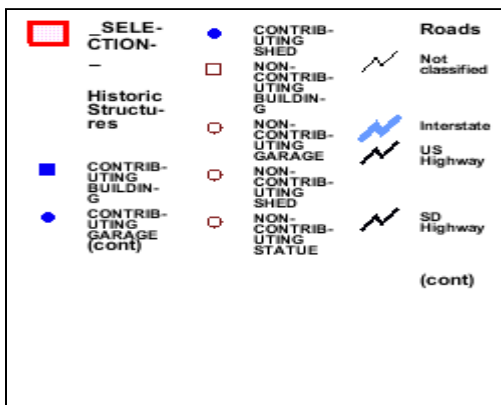 _SELE-
CTION-
_
Historic
Structu-
res
CONTRIB-
UTING
BUILDIN-
G
CONTRIB-
UTING
GARAGE
(cont)
CONTRIB-
UTING
SHED
NON-
CONTRIB-
UTING
BUILDIN-
G
NON-
CONTRIB-
UTING
GARAGE
NON-
CONTRIB-
UTING
SHED
NON-
CONTRIB-
UTING
STATUE
Roads
Not
classified
Interstate
US
Highway
SD
Highway
(cont)